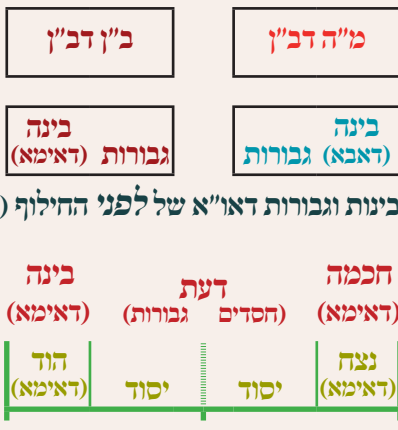 מ״ה דב״ן ב״ן דב״ן
בינה בינה
(דאבא) גבורות גבורות (דאימא)
בינות וגבורות דאו״א של לפני החילוף (
חכמה דעת בינה
(דאימא) (חסדים גבורות) (דאימא)
נצח הוד
(דאימא) יסוד יסוד (דאימא)